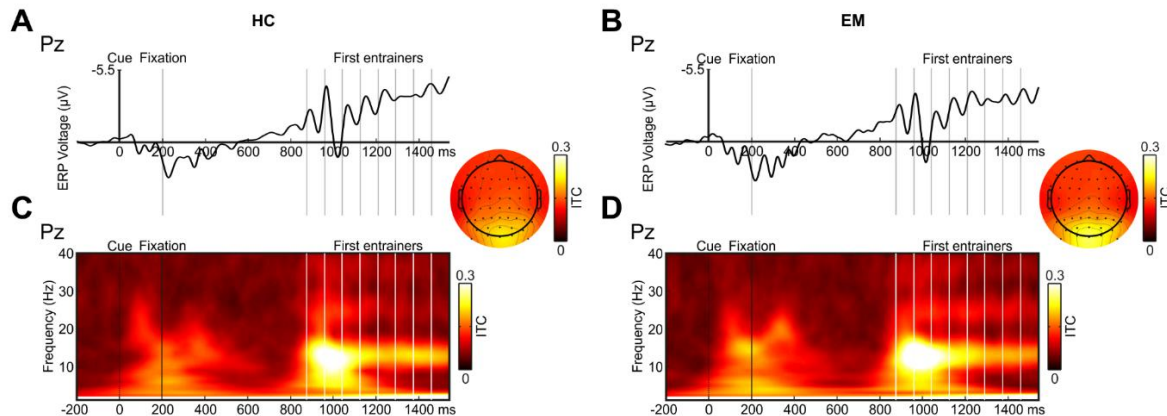 A HC B EM
Pz Pz
Cue Fixation First entrainers Cue Fixation First entrainers
-5.5 -5.5
ERP Voltage (µV) ERP Voltage (µV)
0 200 400 600 800 1000 1200 1400 ms 0 200 400 600 800 1000 1200 1400 ms
0.3 0.3
ITC ITC
0 0
C D
Pz Pz
Cue Fixation First entrainers Cue Fixation First entrainers
40 40
30 30
20 20
10 10
Frequency (Hz) Frequency (Hz)
0.3 0.3
ITC ITC
0 0
-200 0 200 400 600 800 1000 1200 1400 ms -200 0 200 400 600 800 1000 1200 1400 ms